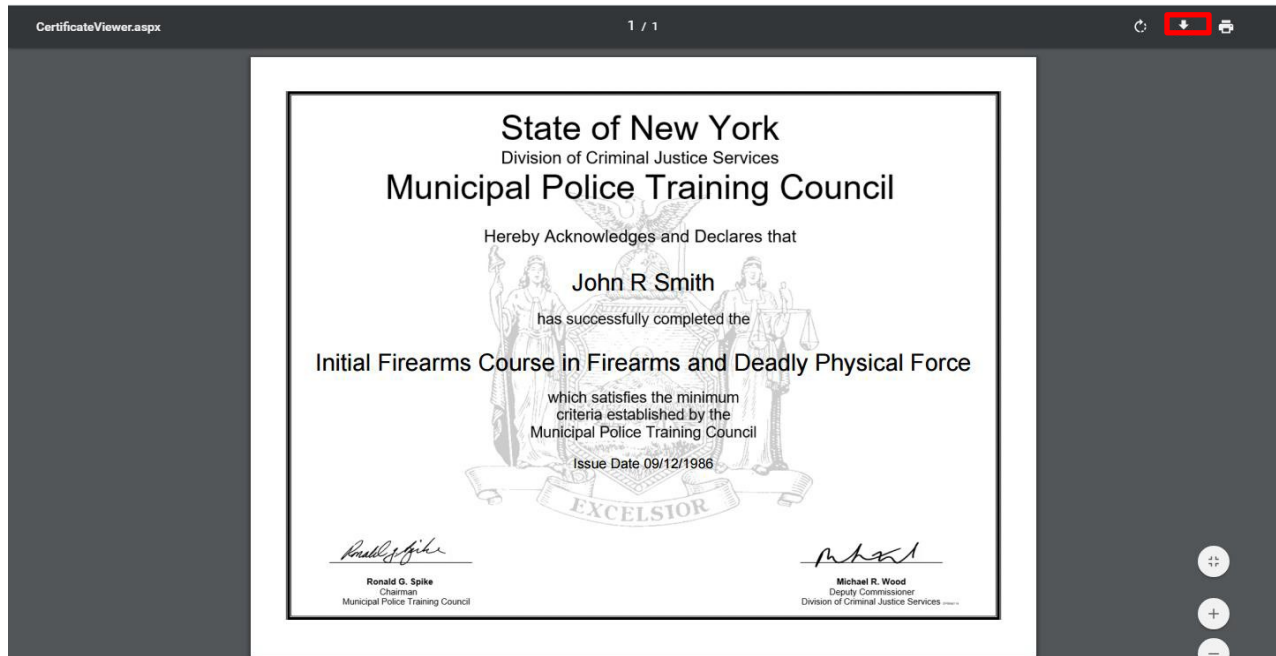 CertificateViewer.aspx
1 / 1
State of New York
Division of Criminal Justice Services
Municipal Police Training Council
Hereby Acknowledges and Declares that
John R Smith
has successfully completed the
Initial Firearms Course in Firearms and Deadly Physical Force
which satisfies the minimum
criteria established by the
Municipal Police Training Council
Issue Date 09/12/1986
EXCELSIOR
Ronald G. Spike
Chairman
Municipal Police Training Council
Michael R. Wood
Deputy Commissioner
Division of Criminal Justice Services